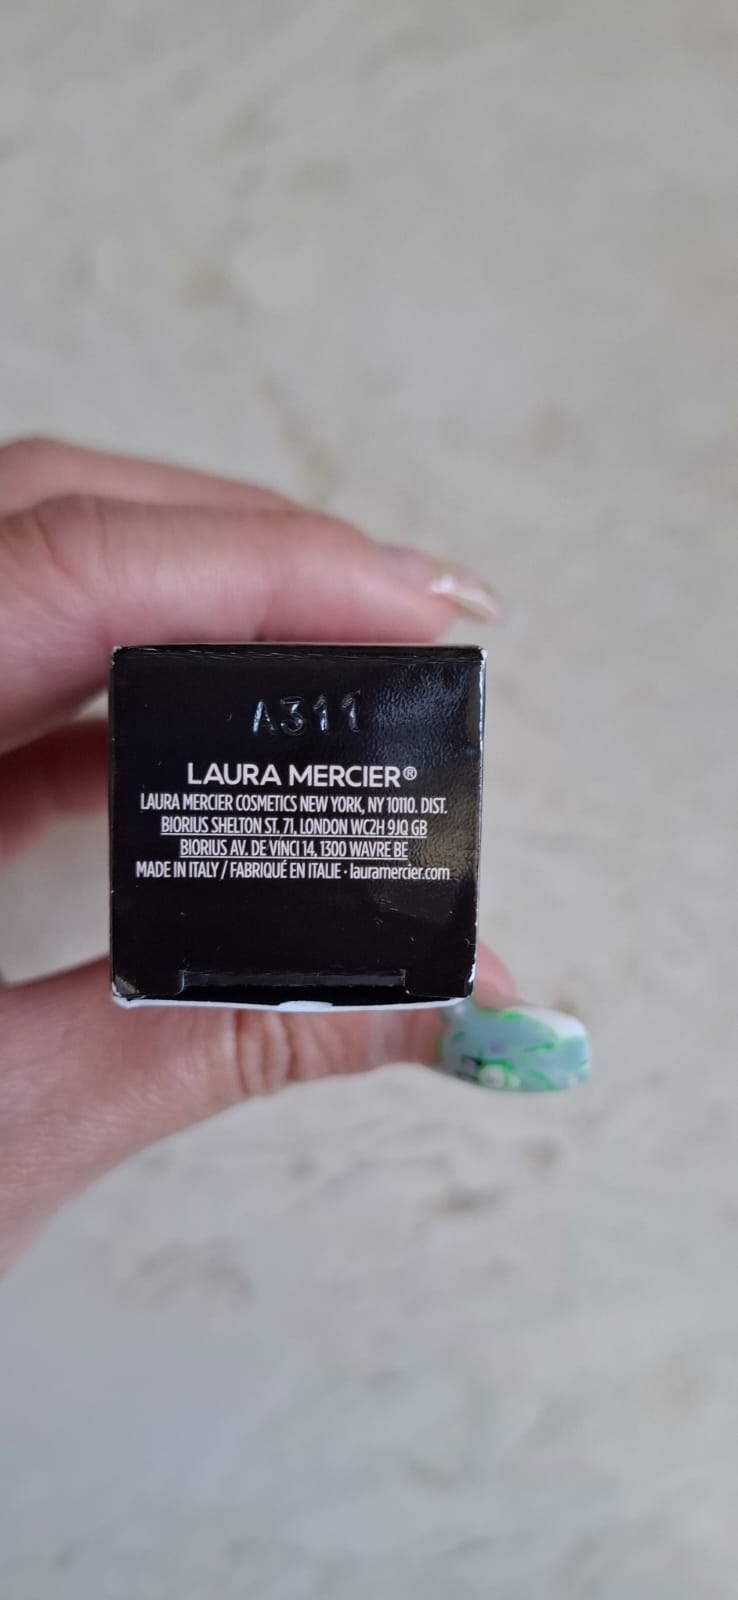 A311
LAURA MERCIER®
LAURA MERCIER COSMETICS NEW YORK, NY 10110. DIST.
BIORIUS SHELTON ST. 71, LONDON WC2H 9JQ GB
BIORIUS AV. DE VINCI 14, 1300 WAVRE BE
MADE IN ITALY / FABRIQUÉ EN ITALIE · lauramercier.com